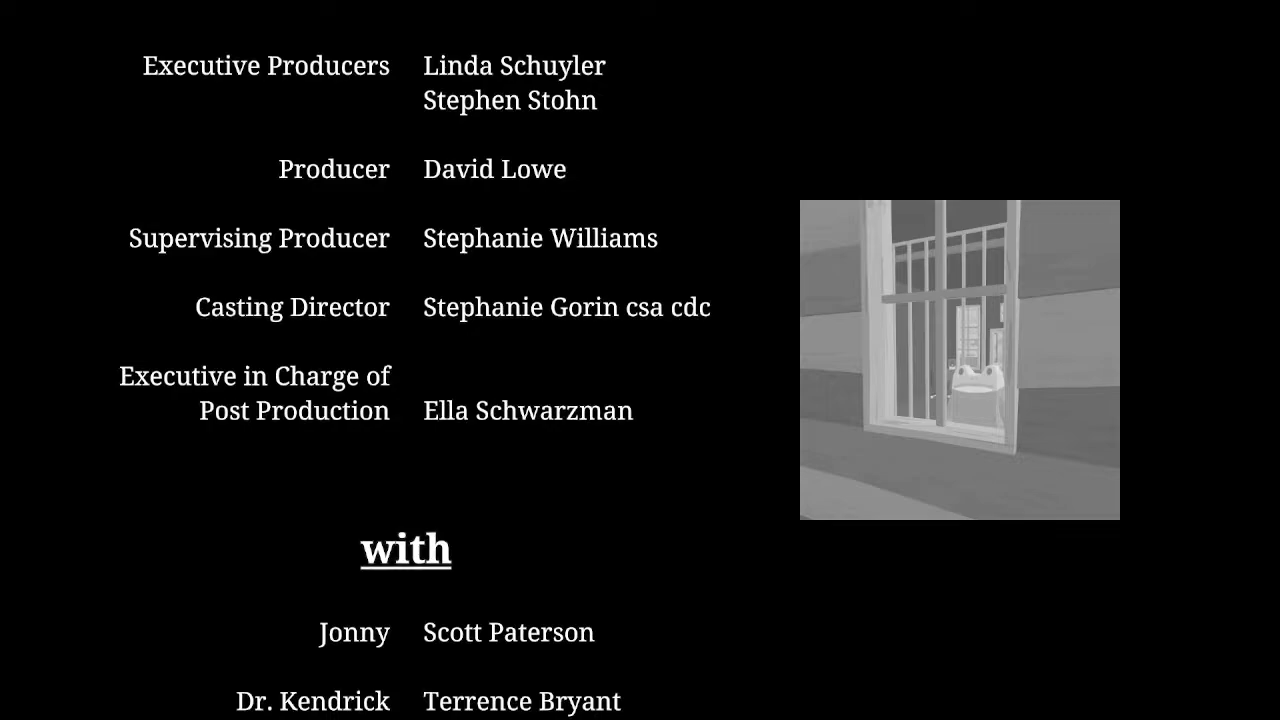 Executive Producers Linda Schuyler
Stephen Stohn
Producer David Lowe
Supervising Producer Stephanie Williams
Casting Director Stephanie Gorin csa cdc
Executive in Charge of
Post Production Ella Schwarzman
with
Jonny Scott Paterson
Dr. Kendrick Terrence Bryant